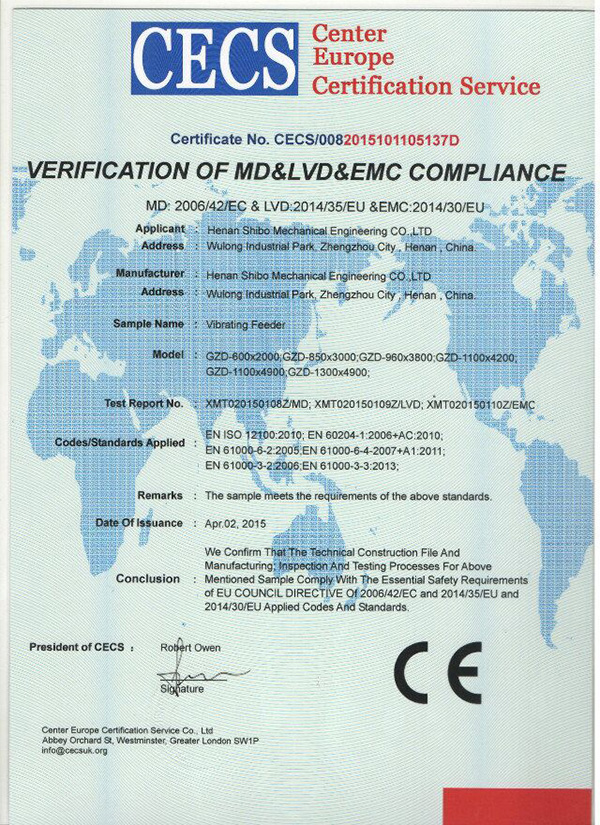 CECS
Center
Europe
Certification Service
Certificate No. CECS/0082015101105137D
VERIFICATION OF MD&LVD&EMC COMPLIANCE
MD: 2006/42/EC & LVD:2014/35/EU &EMC:2014/30/EU
Applicant : Henan Shibo Mechanical Engineering CO.,LTD
Address : Wulong Industrial Park, Zhengzhou City , Henan , China.
Manufacturer : Henan Shibo Mechanical Engineering CO.,LTD
Address : Wulong Industrial Park, Zhengzhou City , Henan , China.
Sample Name : Vibrating Feeder
Model : GZD-600x2000;GZD-850x3000;GZD-960x3800;GZD-1100x4200;
GZD-1100x4900;GZD-1300x4900;
Test Report No. : XMT020150108Z/MD; XMT020150109Z/LVD; XMT020150110Z/EMC
Codes/Standards Applied : EN ISO 12100:2010; EN 60204-1:2006+AC:2010;
EN 61000-6-2:2005;EN 61000-6-4-2007+A1:2011;
EN 61000-3-2:2006;EN 61000-3-3:2013;
Remarks : The sample meets the requirements of the above standards.
Date Of Issuance : Apr.02, 2015
We Confirm That The Technical Construction File And
Manufacturing; Inspection And Testing Processes For Above
Conclusion : Mentioned Sample Comply With The Essential Safety Requirements
of EU COUNCIL DIRECTIVE Of 2006/42/EC and 2014/35/EU and
2014/30/EU Applied Codes And Standards.
President of CECS : Robert Owen
Signature
CE
Center Europe Certification Service Co., Ltd
Abbey Orchard St, Westminster, Greater London SW1P
info@cecsuk.org